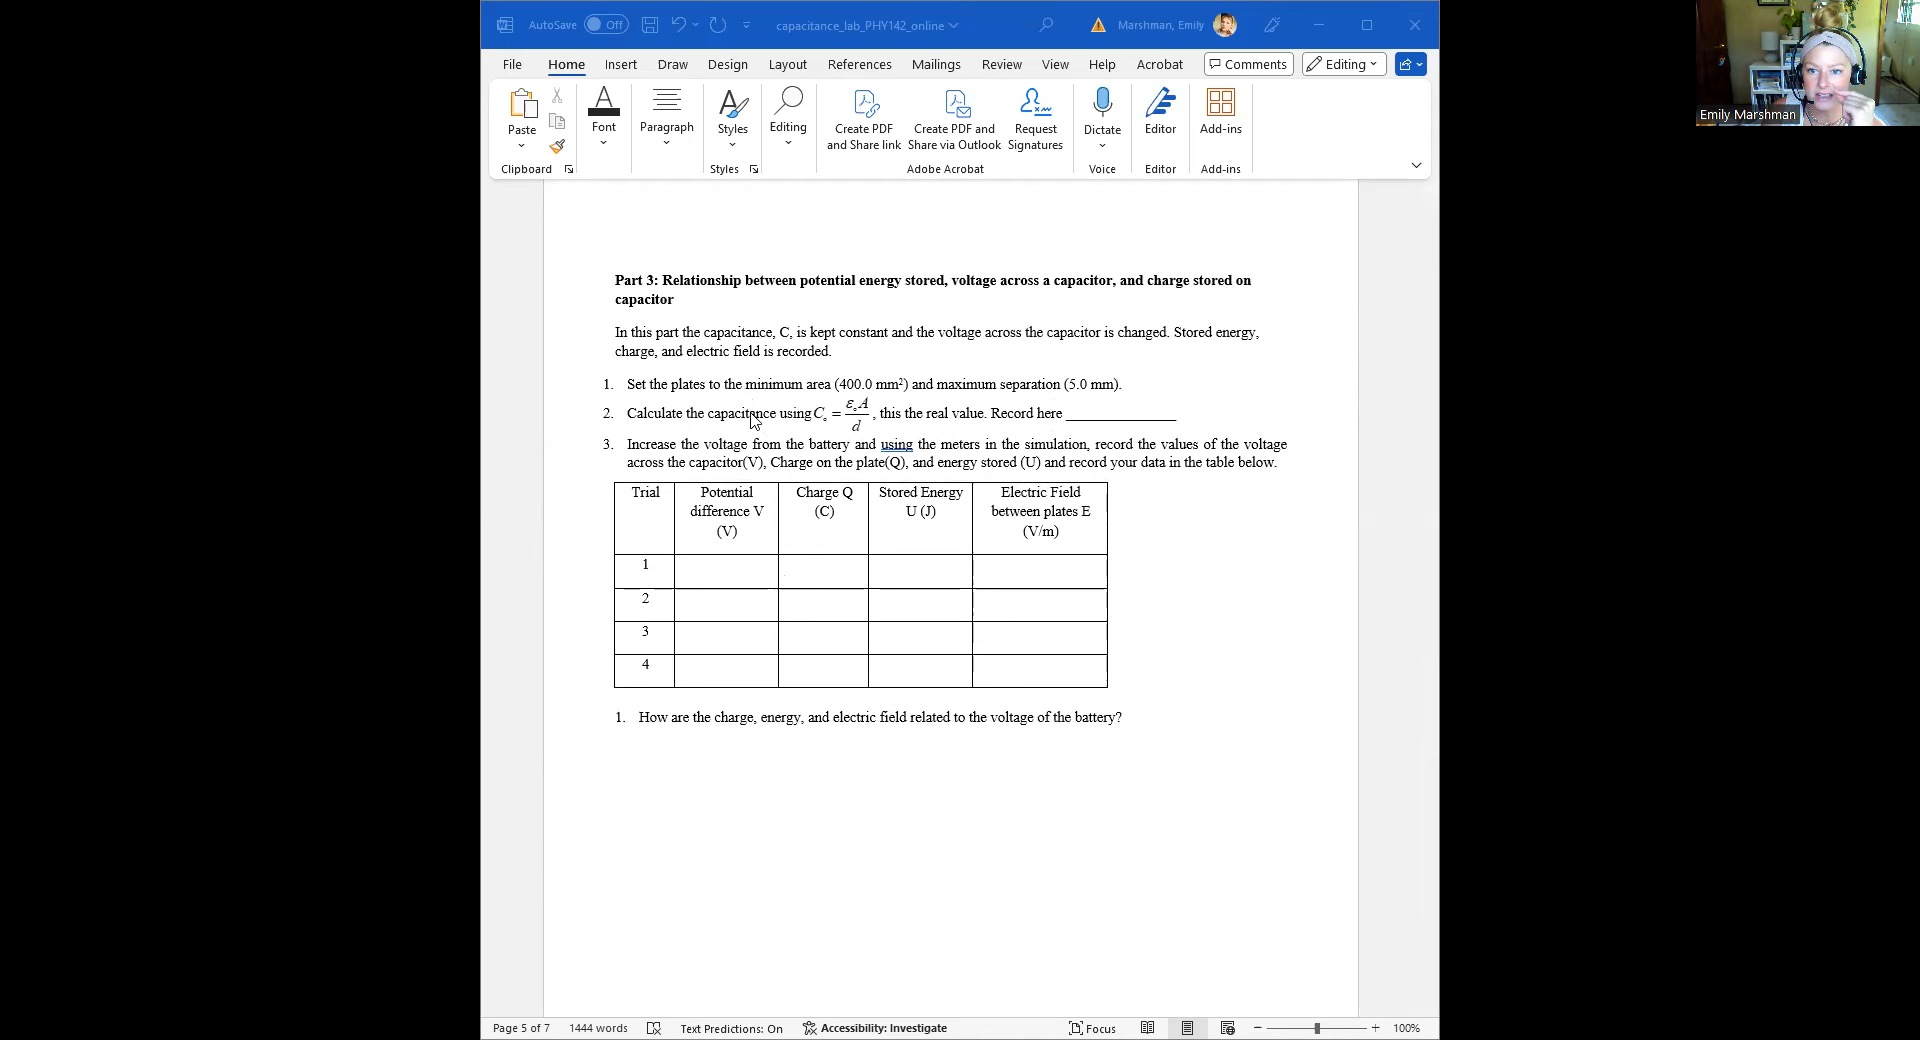 AutoSave Off capacitance_lab_PHY142_online Marshman, Emily
File Home Insert Draw Design Layout References Mailings Review View Help Acrobat Comments Editing
Paste Font Paragraph Styles Editing Create PDF and Share link Create PDF and Share via Outlook Request Signatures Dictate Editor Add-ins
Clipboard Styles Adobe Acrobat Voice Editor Add-ins
Emily Marshman
Part 3: Relationship between potential energy stored, voltage across a capacitor, and charge stored on
capacitor
In this part the capacitance, C, is kept constant and the voltage across the capacitor is changed. Stored energy,
charge, and electric field is recorded.
1. Set the plates to the minimum area (400.0 mm²) and maximum separation (5.0 mm).
2. Calculate the capacitance using C∘ = ε∘A/d , this the real value. Record here _______________
3. Increase the voltage from the battery and using the meters in the simulation, record the values of the voltage
across the capacitor(V), Charge on the plate(Q), and energy stored (U) and record your data in the table below.
Trial Potential difference V (V) Charge Q (C) Stored Energy U (J) Electric Field between plates E (V/m)
1
2
3
4
1. How are the charge, energy, and electric field related to the voltage of the battery?
Page 5 of 7 1444 words Text Predictions: On Accessibility: Investigate Focus 100%